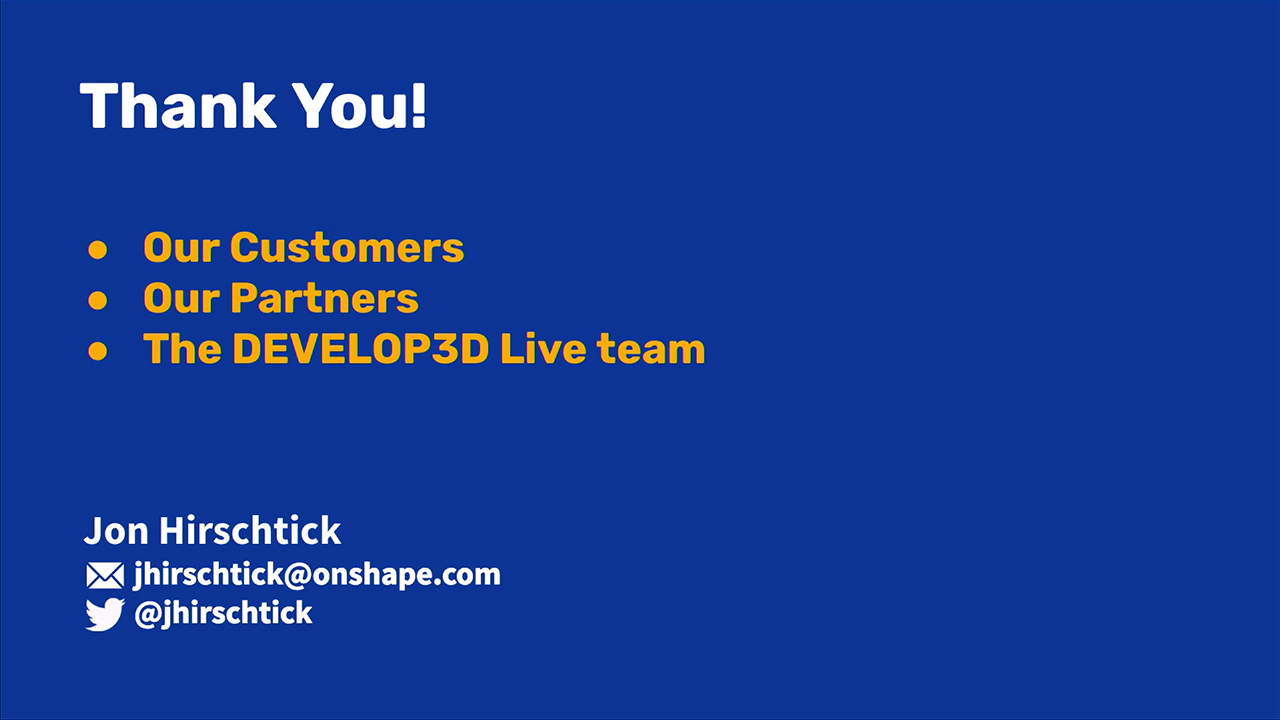 Thank You!
● Our Customers
● Our Partners
● The DEVELOP3D Live team
Jon Hirschtick
jhirschtick@onshape.com
@jhirschtick